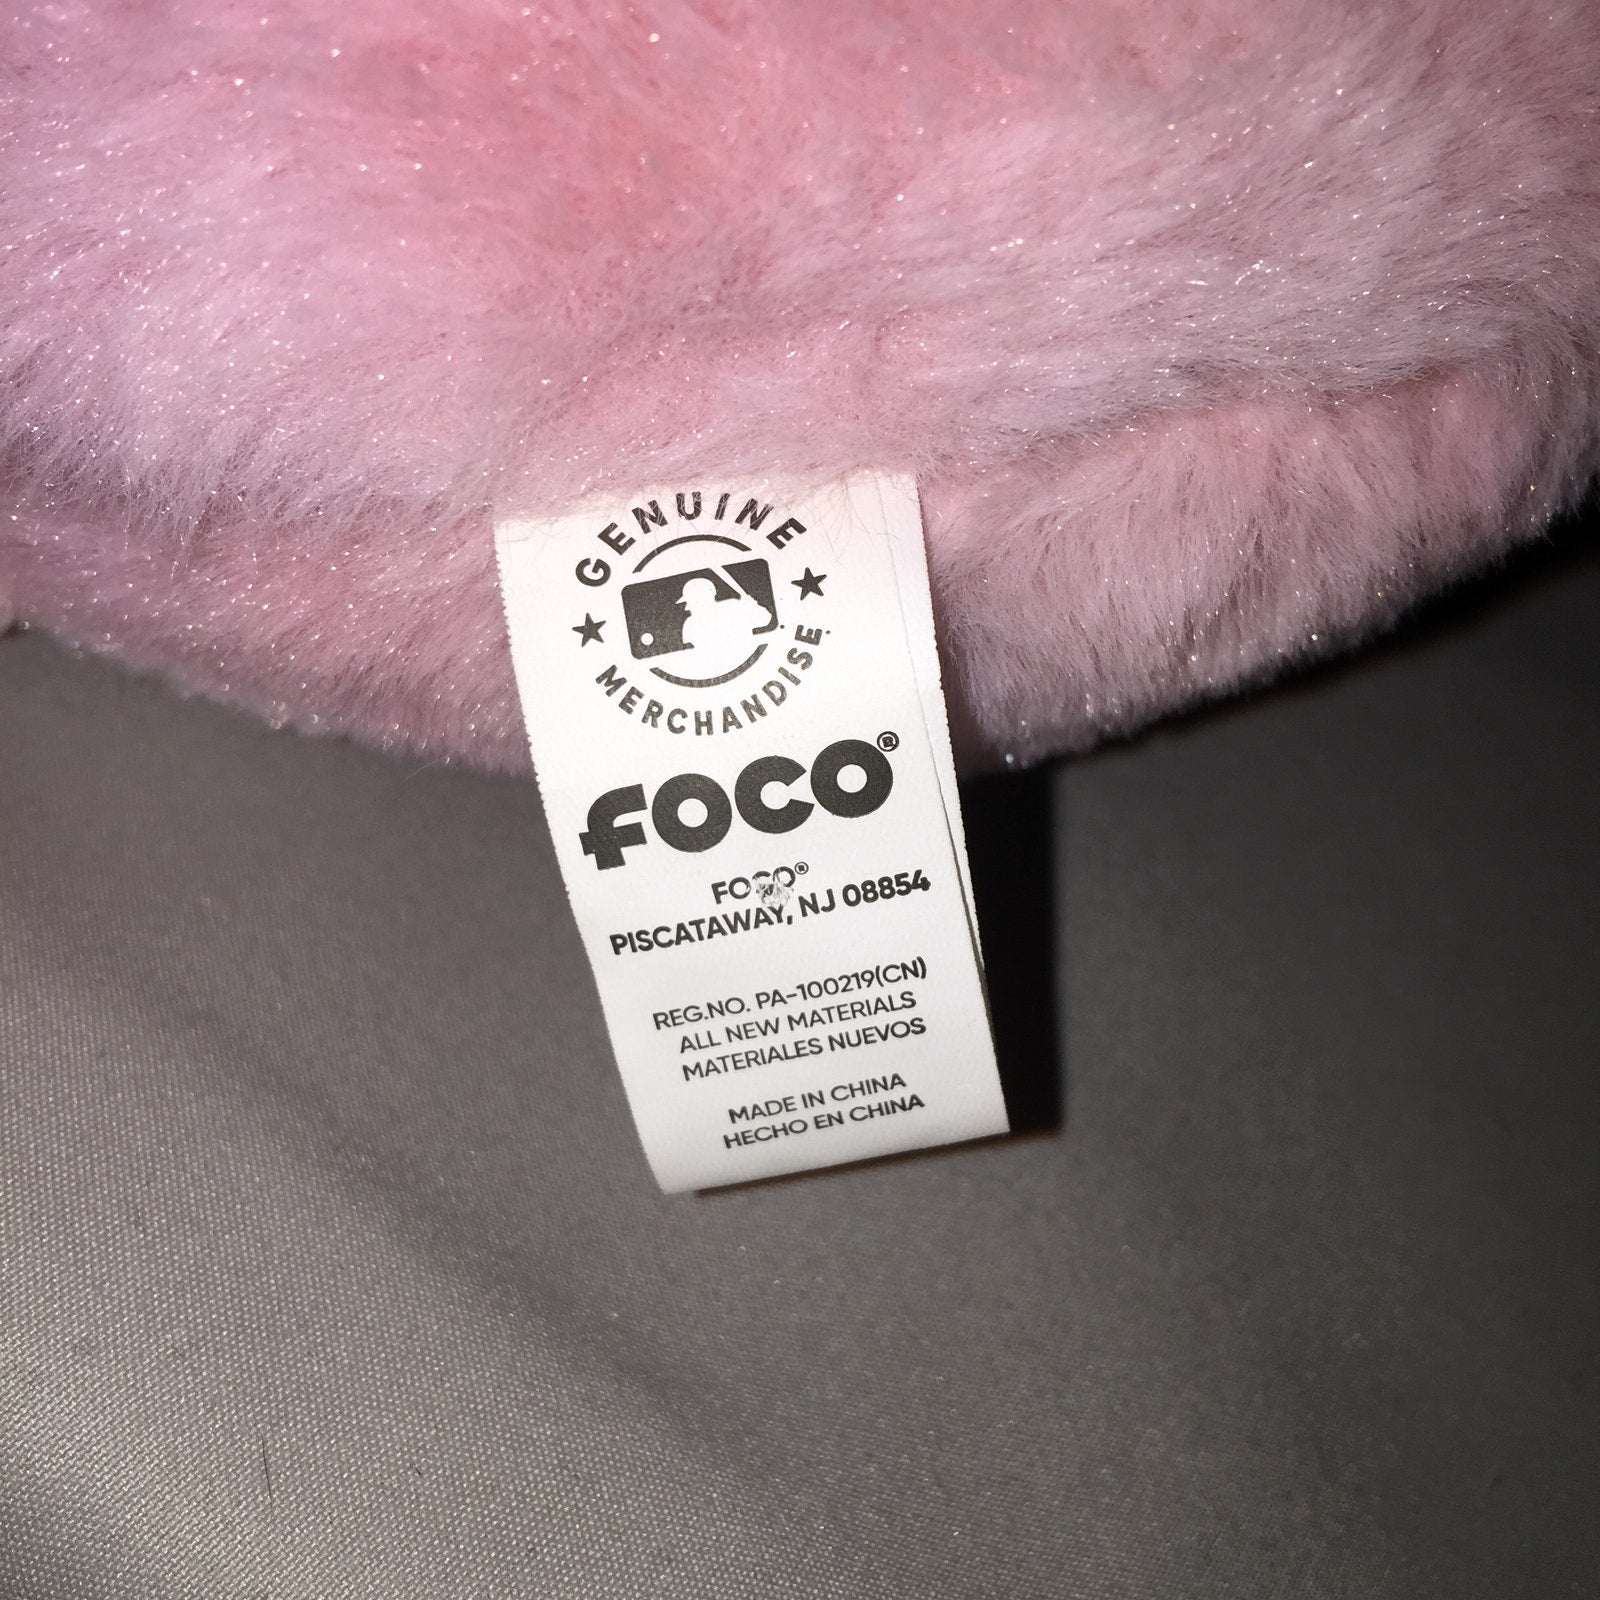 GENUINE
MERCHANDISE
FOCO®
FOCO®
PISCATAWAY, NJ 08854
REG.NO. PA-100219(CN)
ALL NEW MATERIALS
MATERIALES NUEVOS
MADE IN CHINA
HECHO EN CHINA